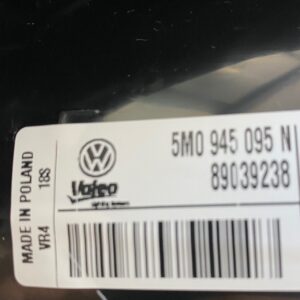 5M0 945 095 N
89039238
Valeo
MADE IN POLAND
18S
VR4